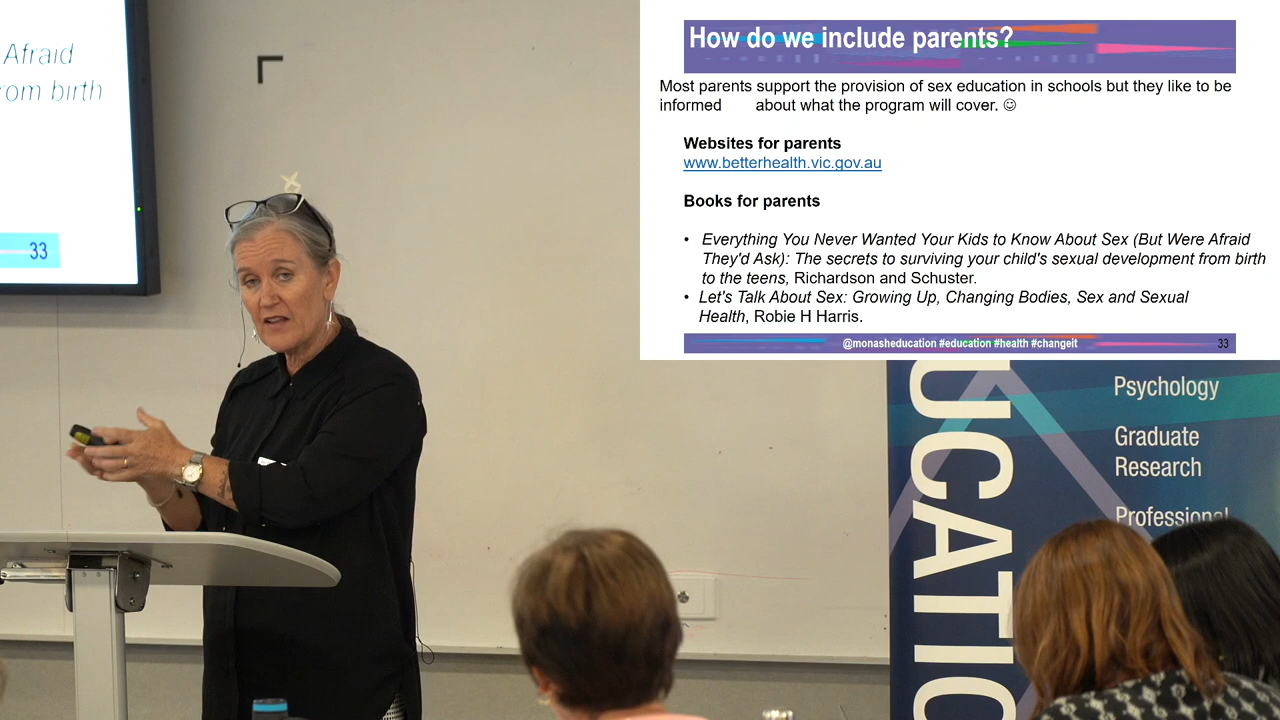 Afraid
om birth
33
How do we include parents?
Most parents support the provision of sex education in schools but they like to be
informed about what the program will cover. ☺
Websites for parents
www.betterhealth.vic.gov.au
Books for parents
• Everything You Never Wanted Your Kids to Know About Sex (But Were Afraid
They'd Ask): The secrets to surviving your child's sexual development from birth
to the teens, Richardson and Schuster.
• Let's Talk About Sex: Growing Up, Changing Bodies, Sex and Sexual
Health, Robie H Harris.
@monasheducation #education #health #changeit 33
UCATIO
Psychology
Graduate
Research
Professional